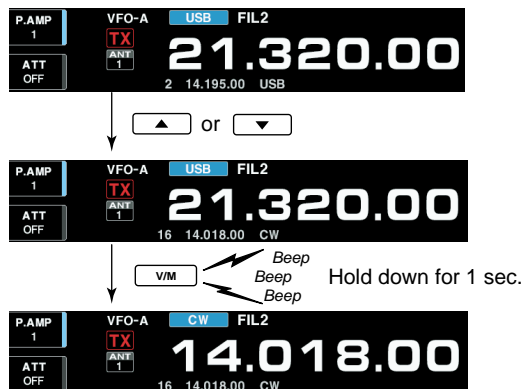 P.AMP VFO-A USB FIL2
1 TX
ANT
1 21.320.00
ATT
OFF 2 14.195.00 USB
▲ or ▼
P.AMP VFO-A USB FIL2
1 TX
ANT
1 21.320.00
ATT
OFF 16 14.018.00 CW
V/M Beep
Beep Hold down for 1 sec.
Beep
P.AMP VFO-A CW FIL2
1 TX
ANT
1 14.018.00
ATT
OFF 16 14.018.00 CW